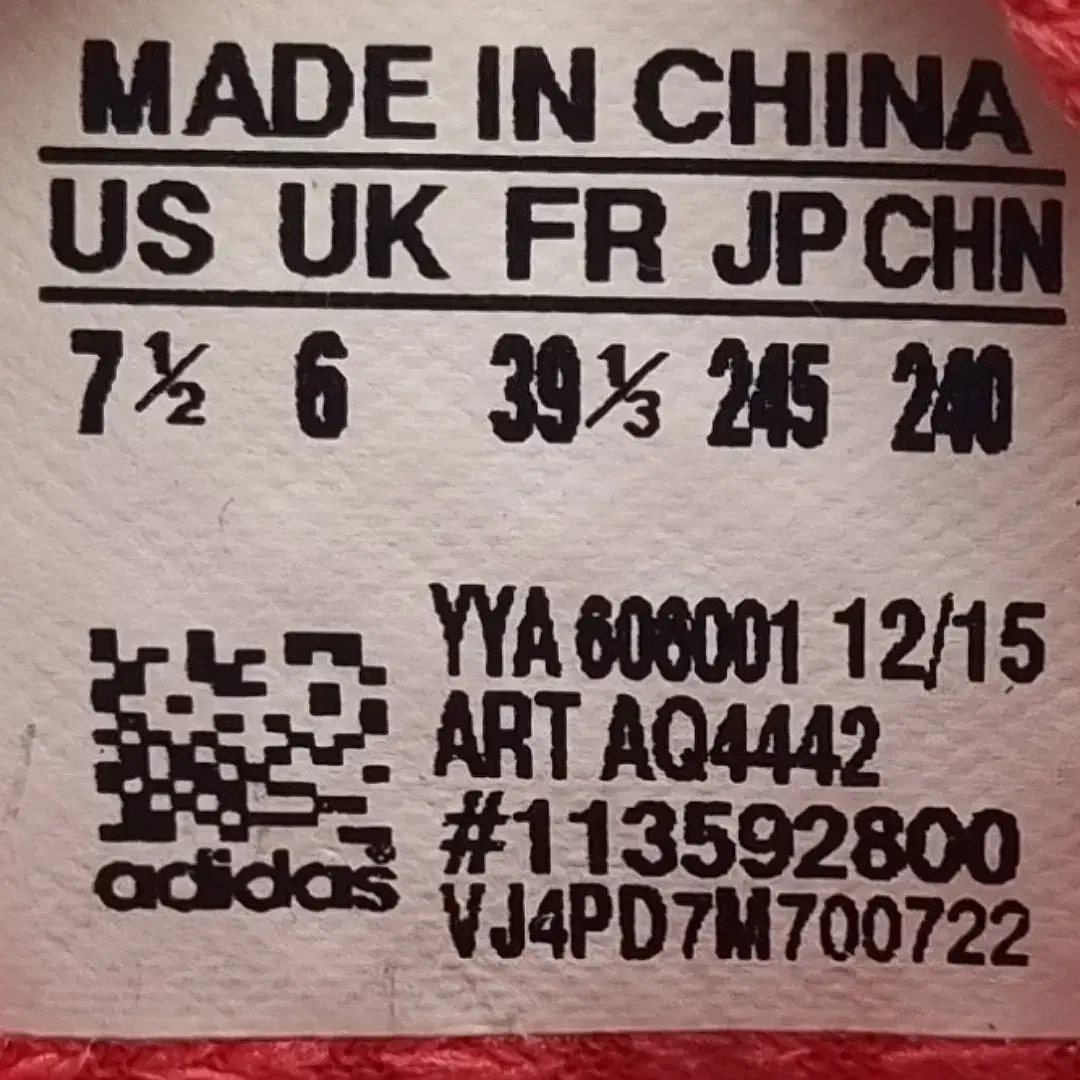 MADE IN CHINA
US UK FR JP CHN
7½ 6 39⅓ 245 240
YYA 606001 12/15
ART AQ4442
#113592800
adidas
VJ4PD7M700722